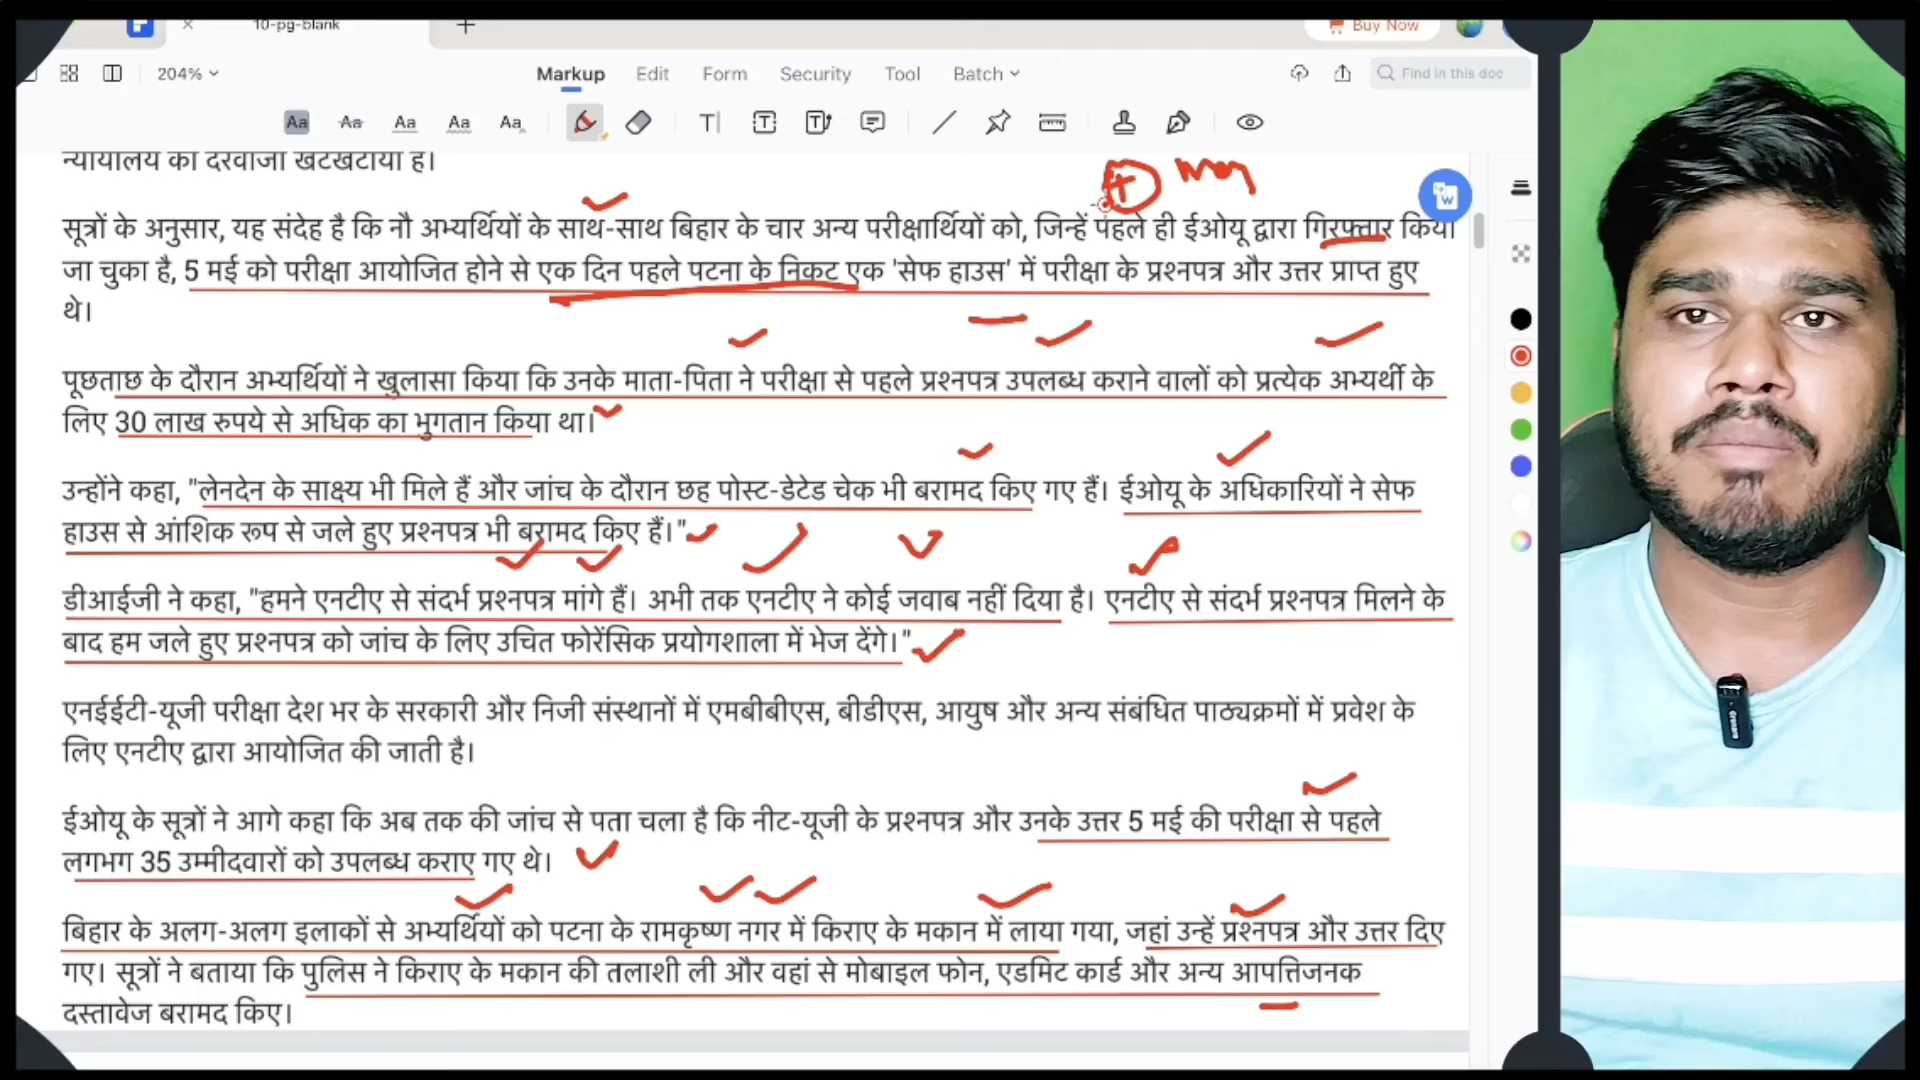 10-pg-blank
Buy Now
204%
Markup Edit Form Security Tool Batch
Find in this doc
न्यायालय का दरवाजा खटखटाया है।
सूत्रों के अनुसार, यह संदेह है कि नौ अभ्यर्थियों के साथ-साथ बिहार के चार अन्य परीक्षार्थियों को, जिन्हें पहले ही ईओयू द्वारा गिरफ्तार किया
जा चुका है, 5 मई को परीक्षा आयोजित होने से एक दिन पहले पटना के निकट एक 'सेफ हाउस' में परीक्षा के प्रश्नपत्र और उत्तर प्राप्त हुए
थे।
पूछताछ के दौरान अभ्यर्थियों ने खुलासा किया कि उनके माता-पिता ने परीक्षा से पहले प्रश्नपत्र उपलब्ध कराने वालों को प्रत्येक अभ्यर्थी के
लिए 30 लाख रुपये से अधिक का भुगतान किया था।
उन्होंने कहा, "लेनदेन के साक्ष्य भी मिले हैं और जांच के दौरान छह पोस्ट-डेटेड चेक भी बरामद किए गए हैं। ईओयू के अधिकारियों ने सेफ
हाउस से आंशिक रूप से जले हुए प्रश्नपत्र भी बरामद किए हैं।"
डीआईजी ने कहा, "हमने एनटीए से संदर्भ प्रश्नपत्र मांगे हैं। अभी तक एनटीए ने कोई जवाब नहीं दिया है। एनटीए से संदर्भ प्रश्नपत्र मिलने के
बाद हम जले हुए प्रश्नपत्र को जांच के लिए उचित फोरेंसिक प्रयोगशाला में भेज देंगे।"
एनईईटी-यूजी परीक्षा देश भर के सरकारी और निजी संस्थानों में एमबीबीएस, बीडीएस, आयुष और अन्य संबंधित पाठ्यक्रमों में प्रवेश के
लिए एनटीए द्वारा आयोजित की जाती है।
ईओयू के सूत्रों ने आगे कहा कि अब तक की जांच से पता चला है कि नीट-यूजी के प्रश्नपत्र और उनके उत्तर 5 मई की परीक्षा से पहले
लगभग 35 उम्मीदवारों को उपलब्ध कराए गए थे।
बिहार के अलग-अलग इलाकों से अभ्यर्थियों को पटना के रामकृष्ण नगर में किराए के मकान में लाया गया, जहां उन्हें प्रश्नपत्र और उत्तर दिए
गए। सूत्रों ने बताया कि पुलिस ने किराए के मकान की तलाशी ली और वहां से मोबाइल फोन, एडमिट कार्ड और अन्य आपत्तिजनक
दस्तावेज बरामद किए।